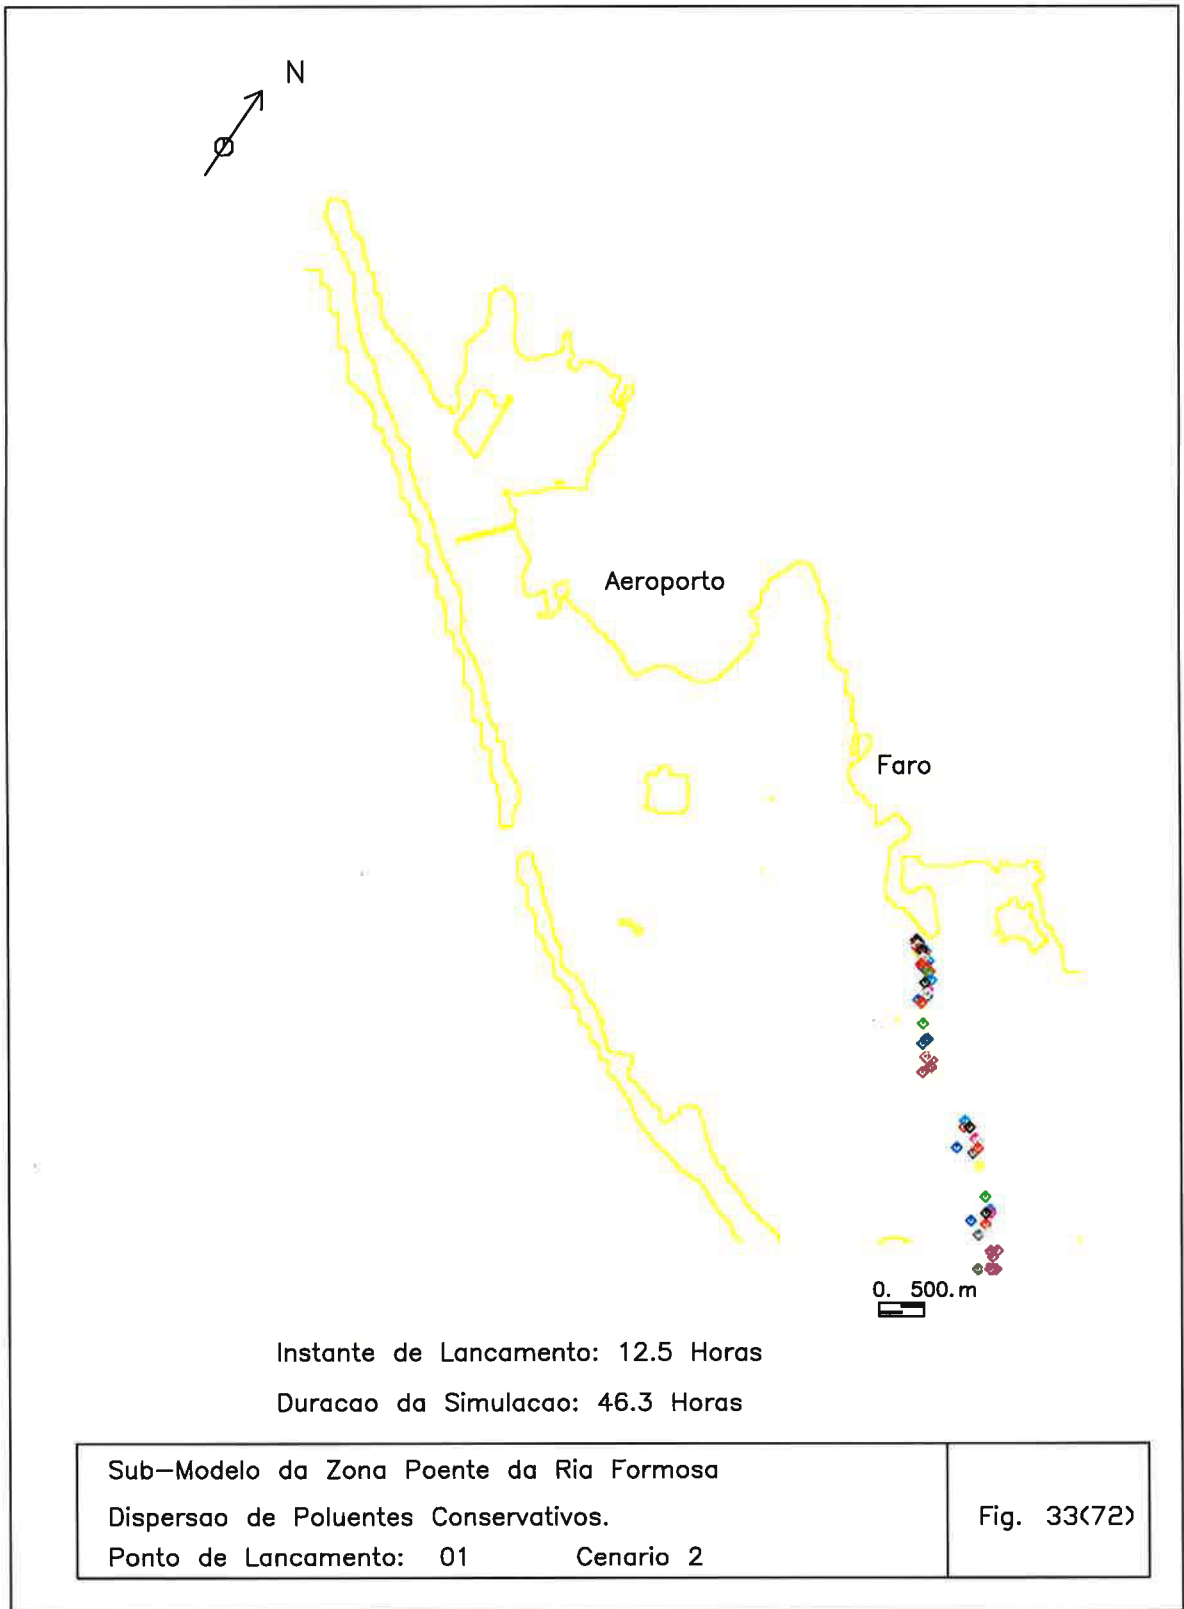 N
Aeroporto
Faro
0. 500.m
Instante de Lancamento: 12.5 Horas
Duracao da Simulacao: 46.3 Horas
Sub-Modelo da Zona Poente da Ria Formosa
Dispersao de Poluentes Conservativos.
Ponto de Lancamento: 01 Cenario 2
Fig. 33(72)